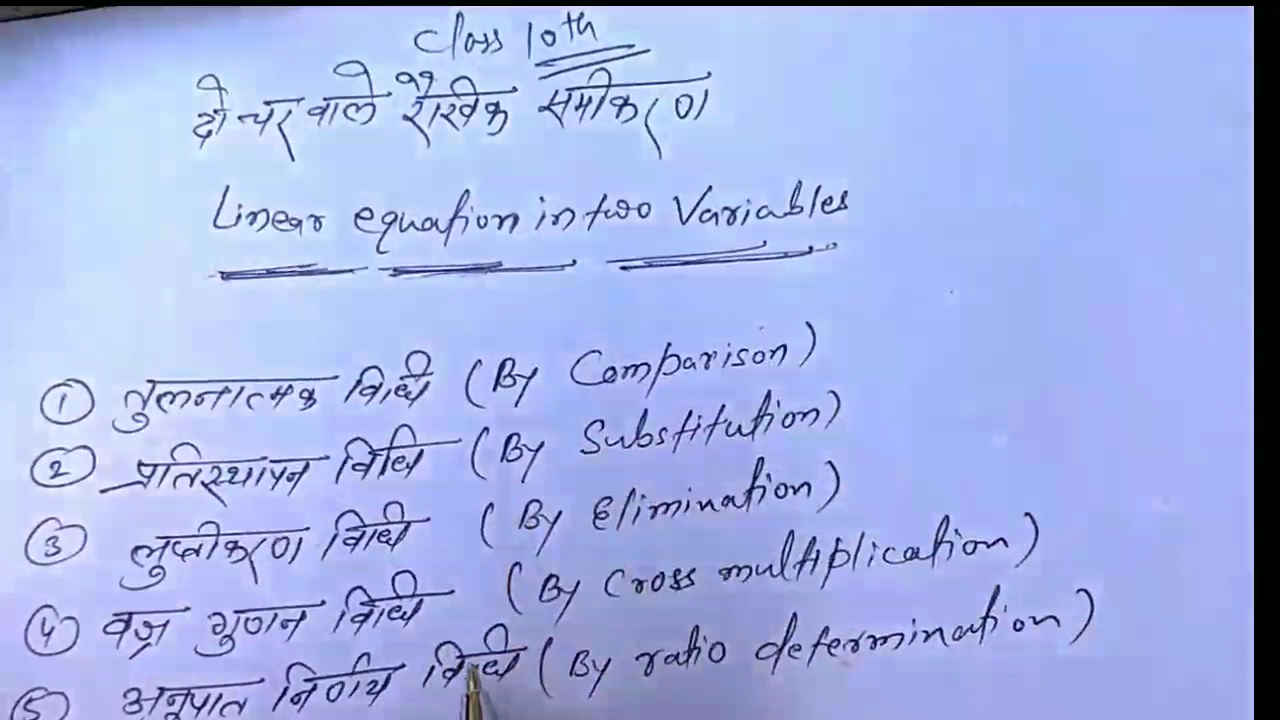 Class 10th
दो चर वाले रैखिक समीकरण
Linear equation in two Variables
① तुलनात्मक विधि (By Comparison)
② प्रतिस्थापन विधि (By Substitution)
③ लुप्तीकरण विधि (By Elimination)
④ वज्र गुणन विधि (By Cross multiplication)
⑤ अनुपात निर्णय विधि (By ratio determination)